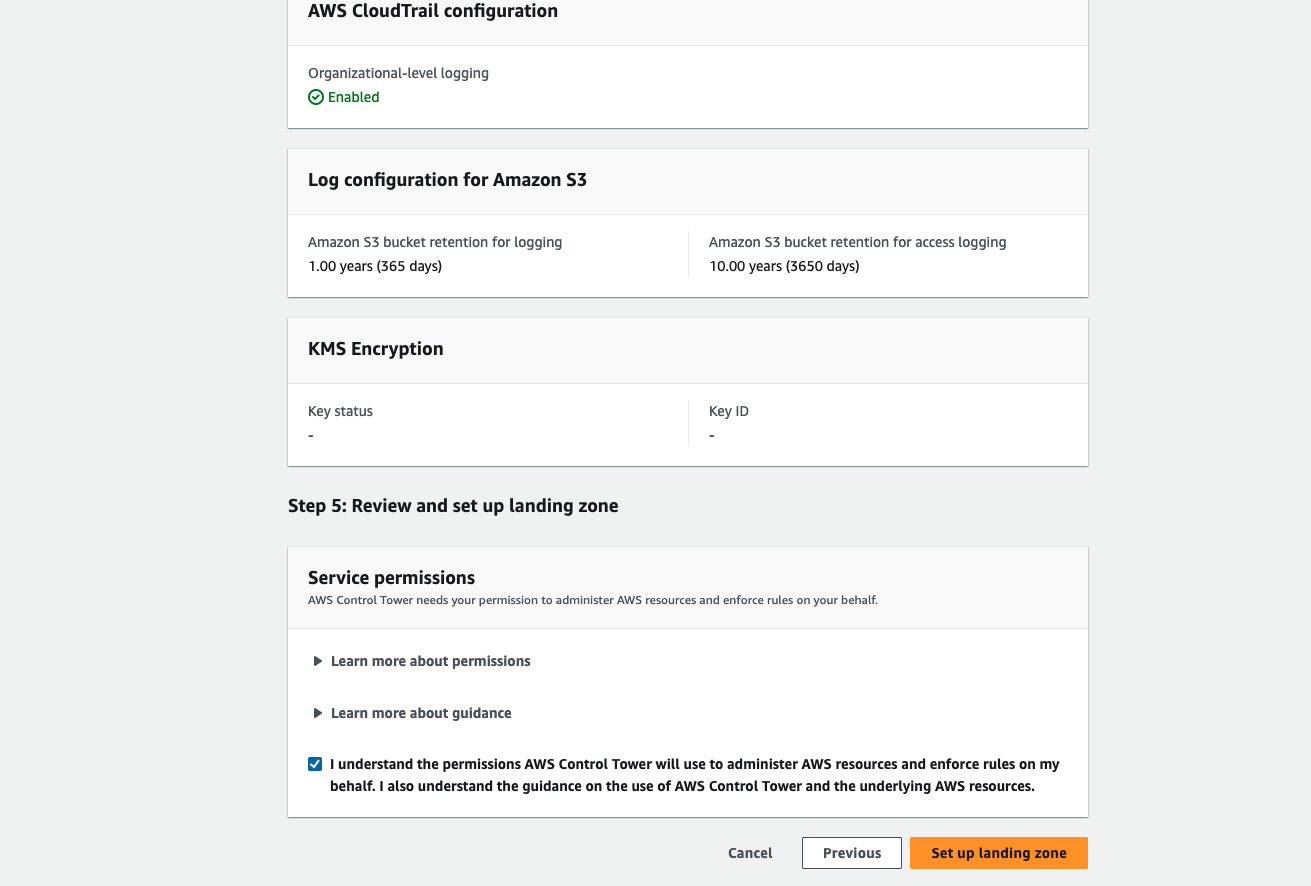 AWS CloudTrail configuration
Organizational-level logging
Enabled
Log configuration for Amazon S3
Amazon S3 bucket retention for logging
1.00 years (365 days)
Amazon S3 bucket retention for access logging
10.00 years (3650 days)
KMS Encryption
Key status
-
Key ID
-
Step 5: Review and set up landing zone
Service permissions
AWS Control Tower needs your permission to administer AWS resources and enforce rules on your behalf.
Learn more about permissions
Learn more about guidance
I understand the permissions AWS Control Tower will use to administer AWS resources and enforce rules on my
behalf. I also understand the guidance on the use of AWS Control Tower and the underlying AWS resources.
Cancel
Previous
Set up landing zone